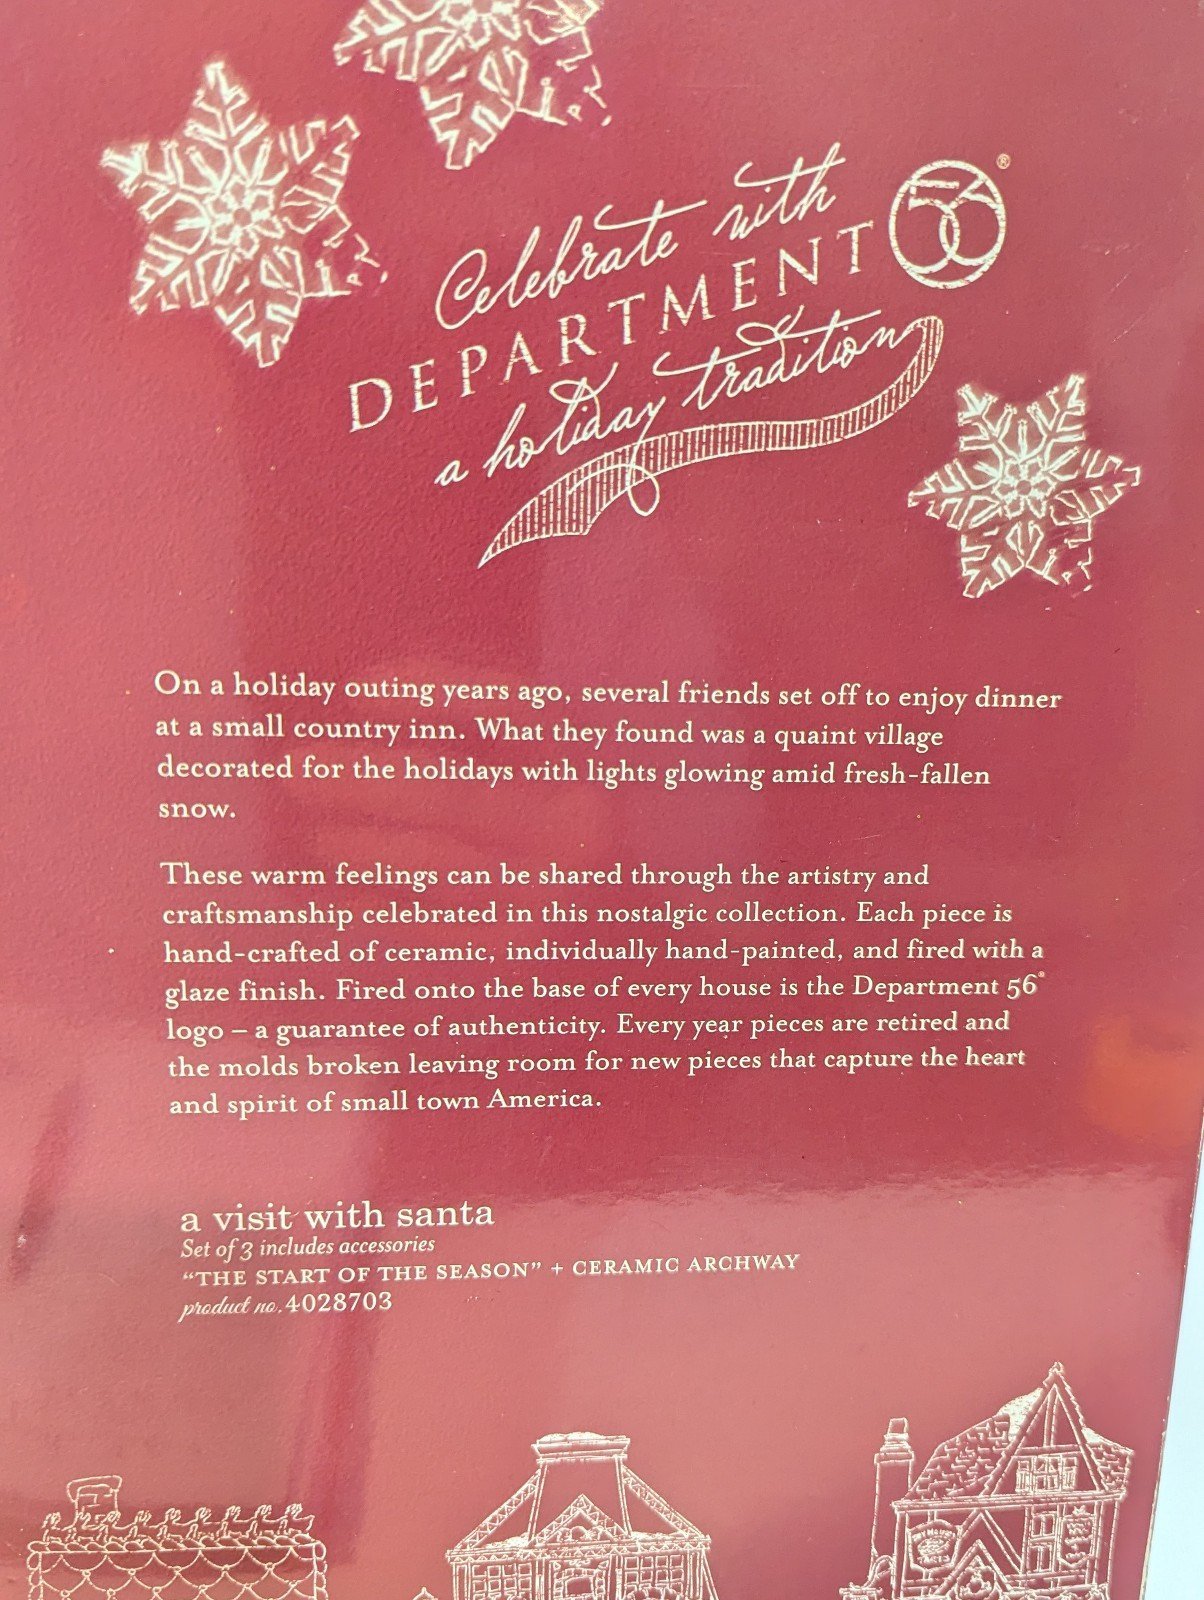 Celebrate with
DEPARTMENT 56®
a holiday tradition
On a holiday outing years ago, several friends set off to enjoy dinner
at a small country inn. What they found was a quaint village
decorated for the holidays with lights glowing amid fresh-fallen
snow.
These warm feelings can be shared through the artistry and
craftsmanship celebrated in this nostalgic collection. Each piece is
hand-crafted of ceramic, individually hand-painted, and fired with a
glaze finish. Fired onto the base of every house is the Department 56®
logo – a guarantee of authenticity. Every year pieces are retired and
the molds broken leaving room for new pieces that capture the heart
and spirit of small town America.
a visit with santa
Set of 3 includes accessories
“THE START OF THE SEASON” + CERAMIC ARCHWAY
product no. 4028703